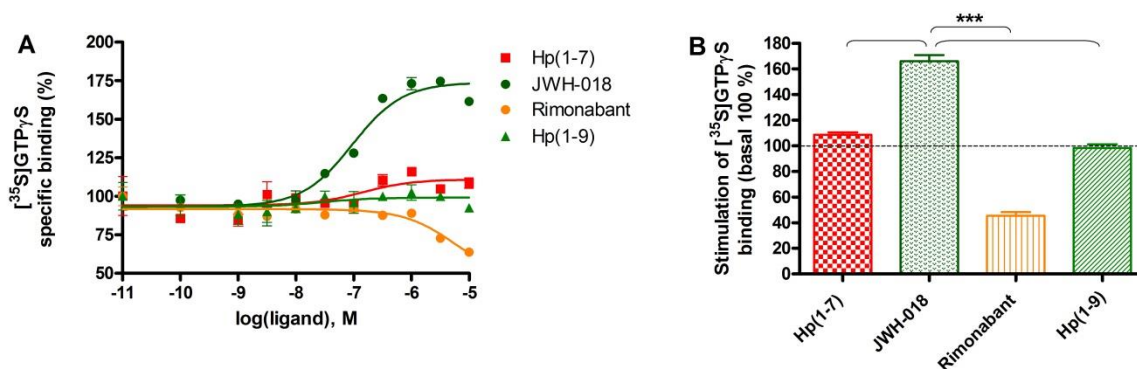 A
[³⁵S]GTPγS
specific binding (%)
200
175
150
125
100
75
50
-11
-10
-9
-8
-7
-6
-5
log(ligand), M
Hp(1-7)
JWH-018
Rimonabant
Hp(1-9)
B
***
Stimulation of [³⁵S]GTPγS
binding (basal 100 %)
180
160
140
120
100
80
60
40
20
0
Hp(1-7)
JWH-018
Rimonabant
Hp(1-9)